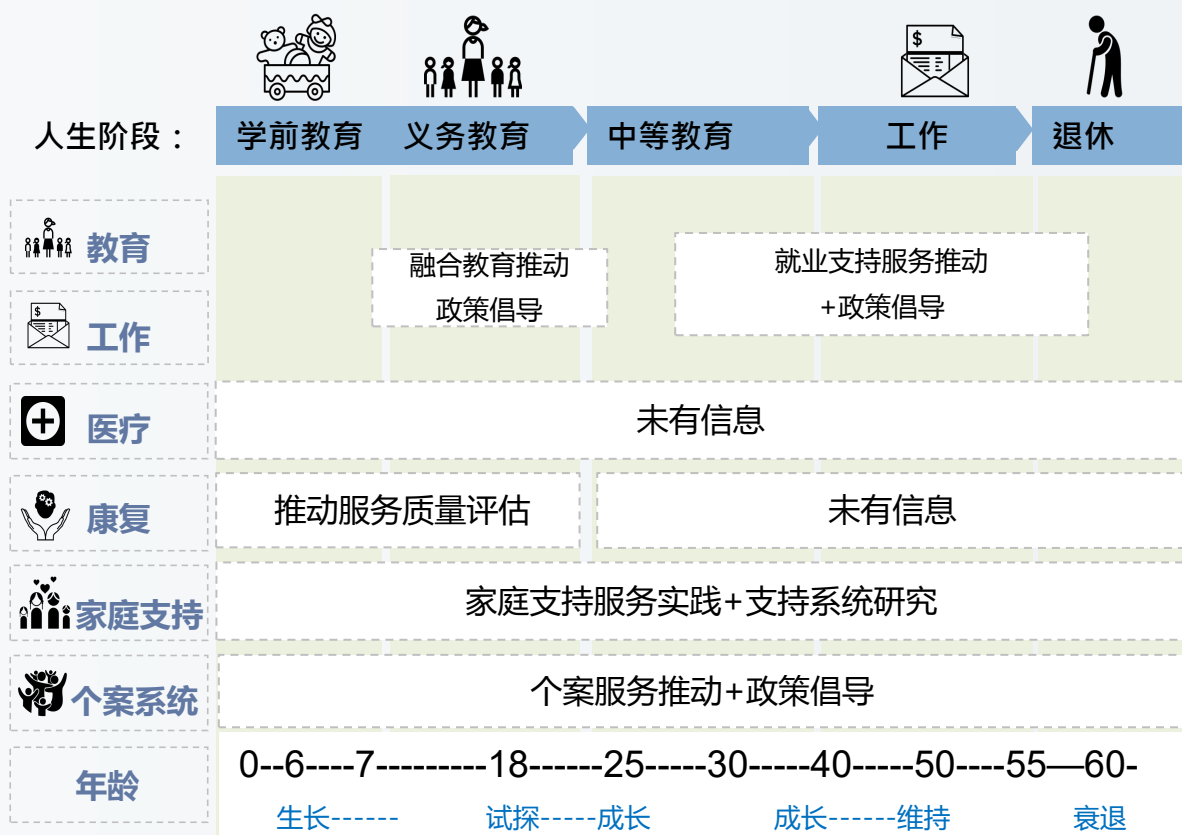 人生阶段：
学前教育
义务教育
中等教育
工作
退休
教育
融合教育推动
政策倡导
就业支持服务推动
+政策倡导
工作
医疗
未有信息
康复
推动服务质量评估
未有信息
家庭支持
家庭支持服务实践+支持系统研究
个案系统
个案服务推动+政策倡导
年龄
0--6----7---------18------25-----30-----40-----50----55—60-
生长------
试探-----成长
成长------维持
衰退